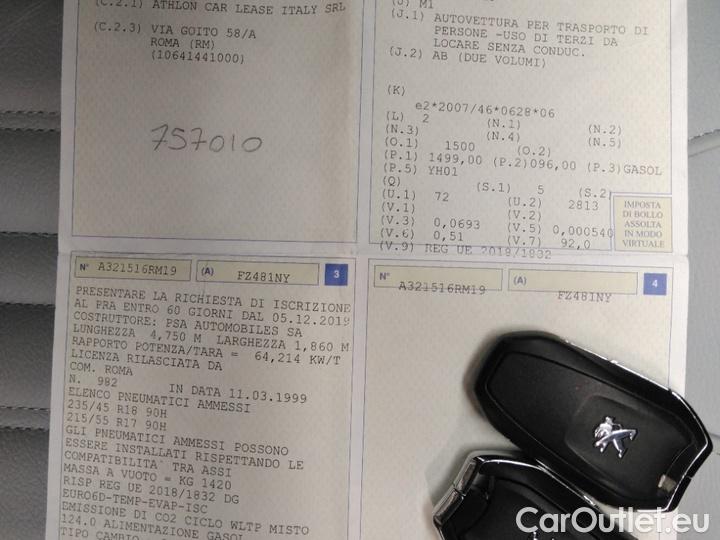 (C.2.1) ATHLON CAR LEASE ITALY SRL
(C.2.3) VIA GOITO 58/A
ROMA (RM)
(10641441000)
757010
(J) M1
(J.1) AUTOVETTURA PER TRASPORTO DI
PERSONE -USO DI TERZI DA
LOCARE SENZA CONDUC.
(J.2) AB (DUE VOLUMI)
(K)
e2*2007/46*0628*06
(L) 2 (N.1) (N.2)
(N.3) (N.4) (N.5)
(O.1) 1500 (O.2)
(P.1) 1499,00 (P.2)096,00 (P.3)GASOL
(P.5) YH01
(Q) (S.1) 5 (S.2)
(U.1) 72 (U.2) 2813
(V.1) (V.2)
(V.3) 0,0693 (V.5) 0,000540
(V.6) 0,51 (V.7) 92,0
(V.9) REG UE 2018/1832
IMPOSTA
DI BOLLO
ASSOLTA
IN MODO
VIRTUALE
N° A321516RM19 (A) FZ481NY 3
PRESENTARE LA RICHIESTA DI ISCRIZIONE
AL PRA ENTRO 60 GIORNI DAL 05.12.2019
COSTRUTTORE: PSA AUTOMOBILES SA
LUNGHEZZA 4,750 M LARGHEZZA 1,860 M
RAPPORTO POTENZA/TARA = 64,214 KW/T
LICENZA RILASCIATA DA
COM. ROMA
N. 982 IN DATA 11.03.1999
ELENCO PNEUMATICI AMMESSI
235/45 R18 90H
215/55 R17 90H
GLI PNEUMATICI AMMESSI POSSONO
ESSERE INSTALLATI RISPETTANDO LE
COMPATIBILITA` TRA ASSI
MASSA A VUOTO = KG 1420
RISP REG UE 2018/1832 DG
EURO6D-TEMP-EVAP-ISC
EMISSIONE DI CO2 CICLO WLTP MISTO
124.0 ALIMENTAZIONE GASOL
TIPO CAMBIO
N° A321516RM19 (A) FZ481NY 4
CarOutlet.eu